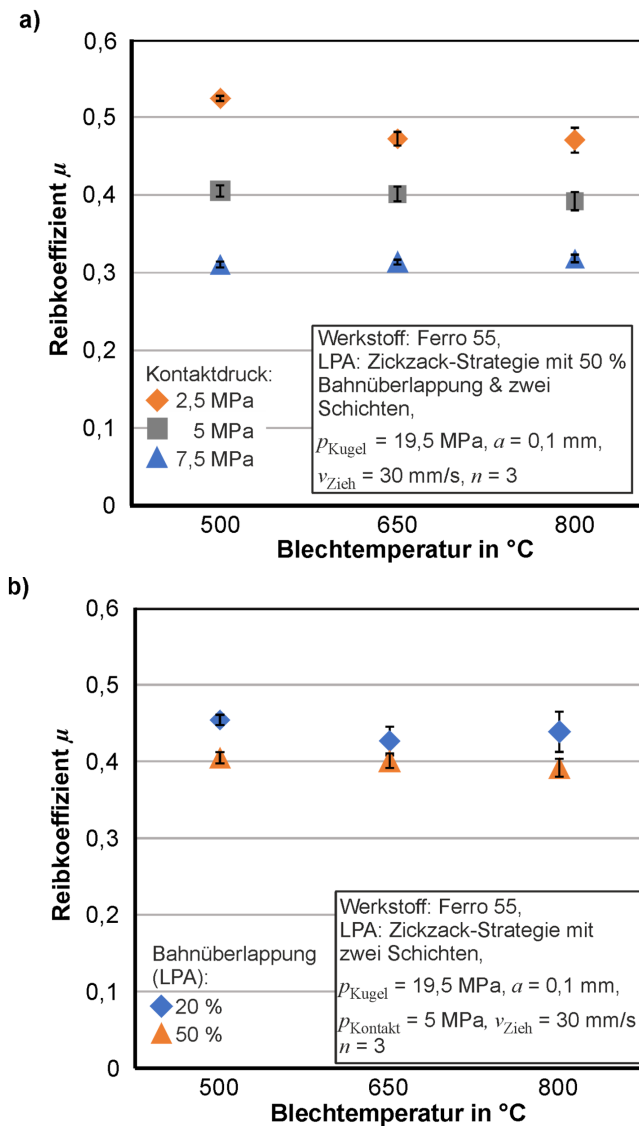 a)
0,6
0,5
0,4
0,3
0,2
0,1
0
Reibkoeffizient μ
Kontaktdruck:
2,5 MPa
5 MPa
7,5 MPa
Werkstoff: Ferro 55,
LPA: Zickzack-Strategie mit 50 %
Bahnüberlappung & zwei
Schichten,
pKugel = 19,5 MPa, a = 0,1 mm,
vZieh = 30 mm/s, n = 3
500 650 800
Blechtemperatur in °C
b)
0,6
0,5
0,4
0,3
0,2
0,1
0
Reibkoeffizient μ
Bahnüberlappung
(LPA):
20 %
50 %
Werkstoff: Ferro 55,
LPA: Zickzack-Strategie mit
zwei Schichten,
pKugel = 19,5 MPa, a = 0,1 mm,
pKontakt = 5 MPa, vZieh = 30 mm/s
n = 3
500 650 800
Blechtemperatur in °C